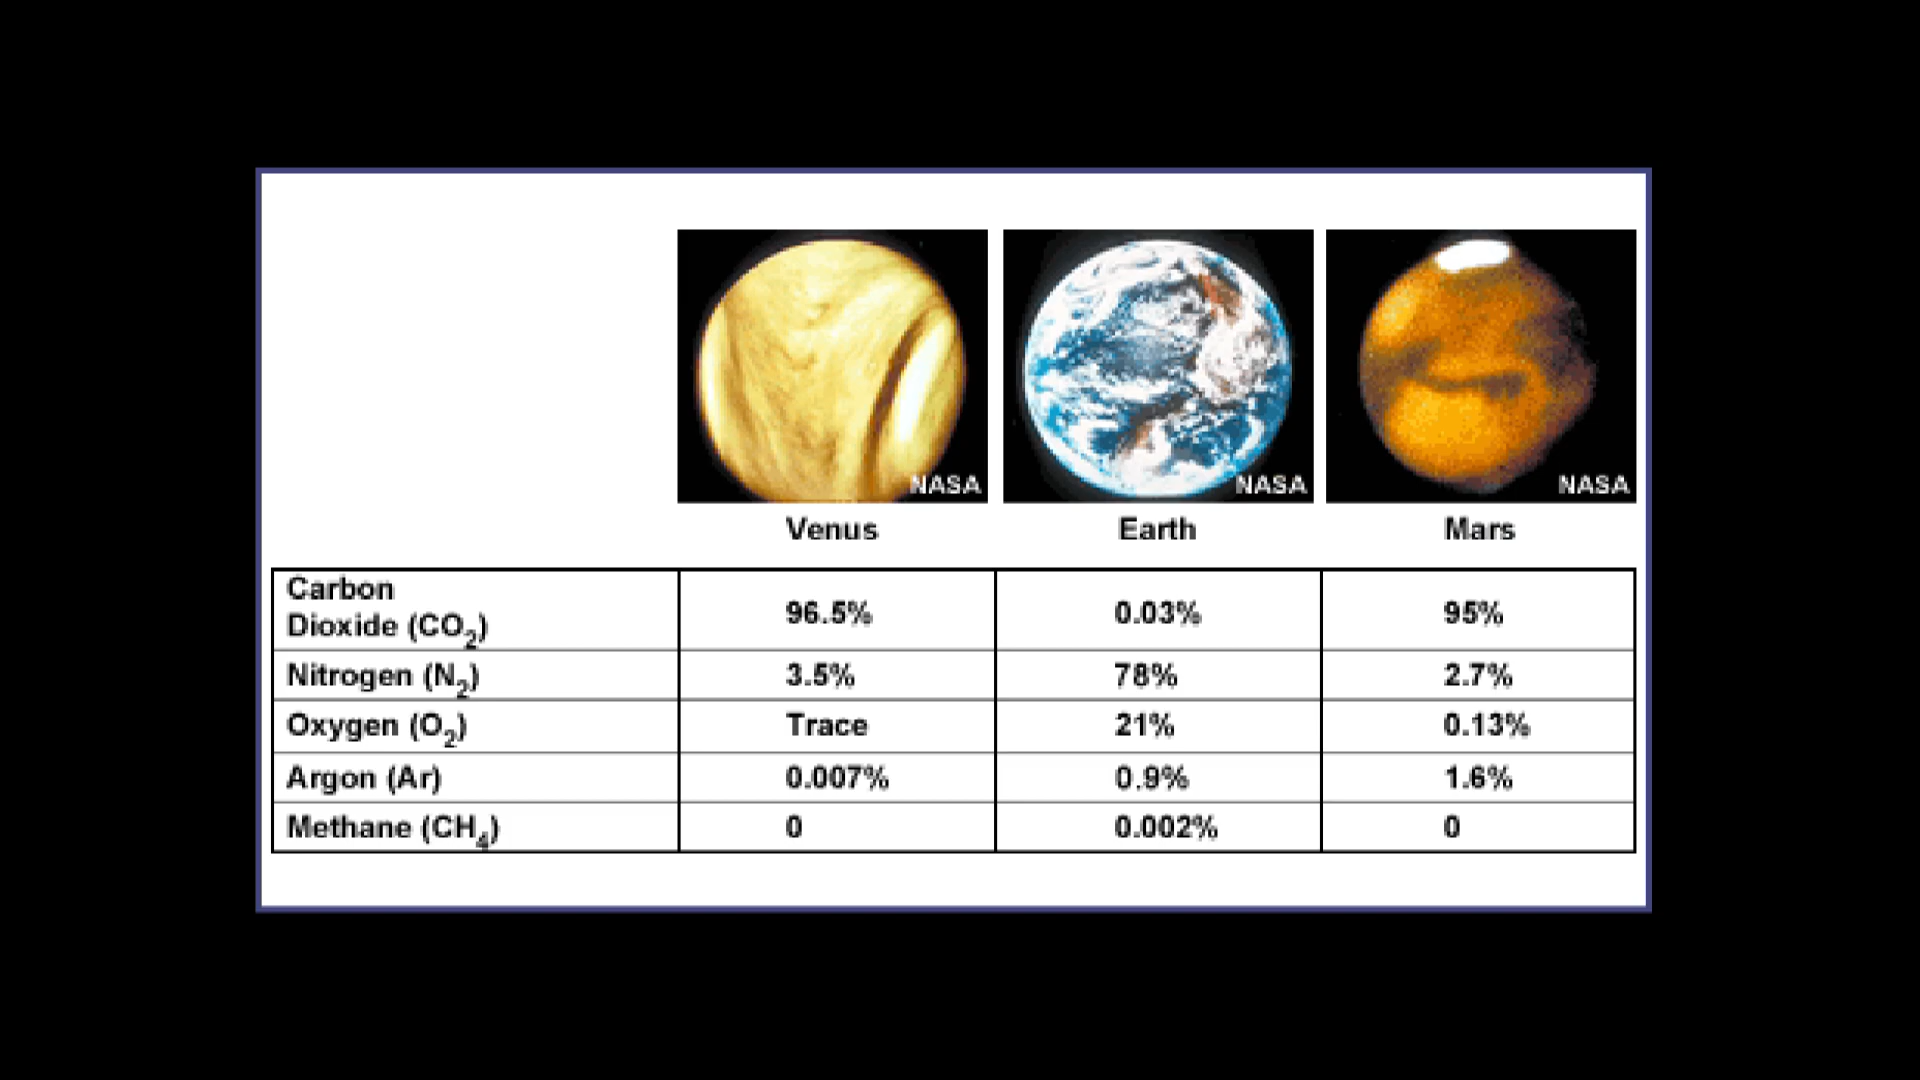 NASA NASA NASA
Venus Earth Mars
Carbon
Dioxide (CO₂) 96.5% 0.03% 95%
Nitrogen (N₂) 3.5% 78% 2.7%
Oxygen (O₂) Trace 21% 0.13%
Argon (Ar) 0.007% 0.9% 1.6%
Methane (CH₄) 0 0.002% 0